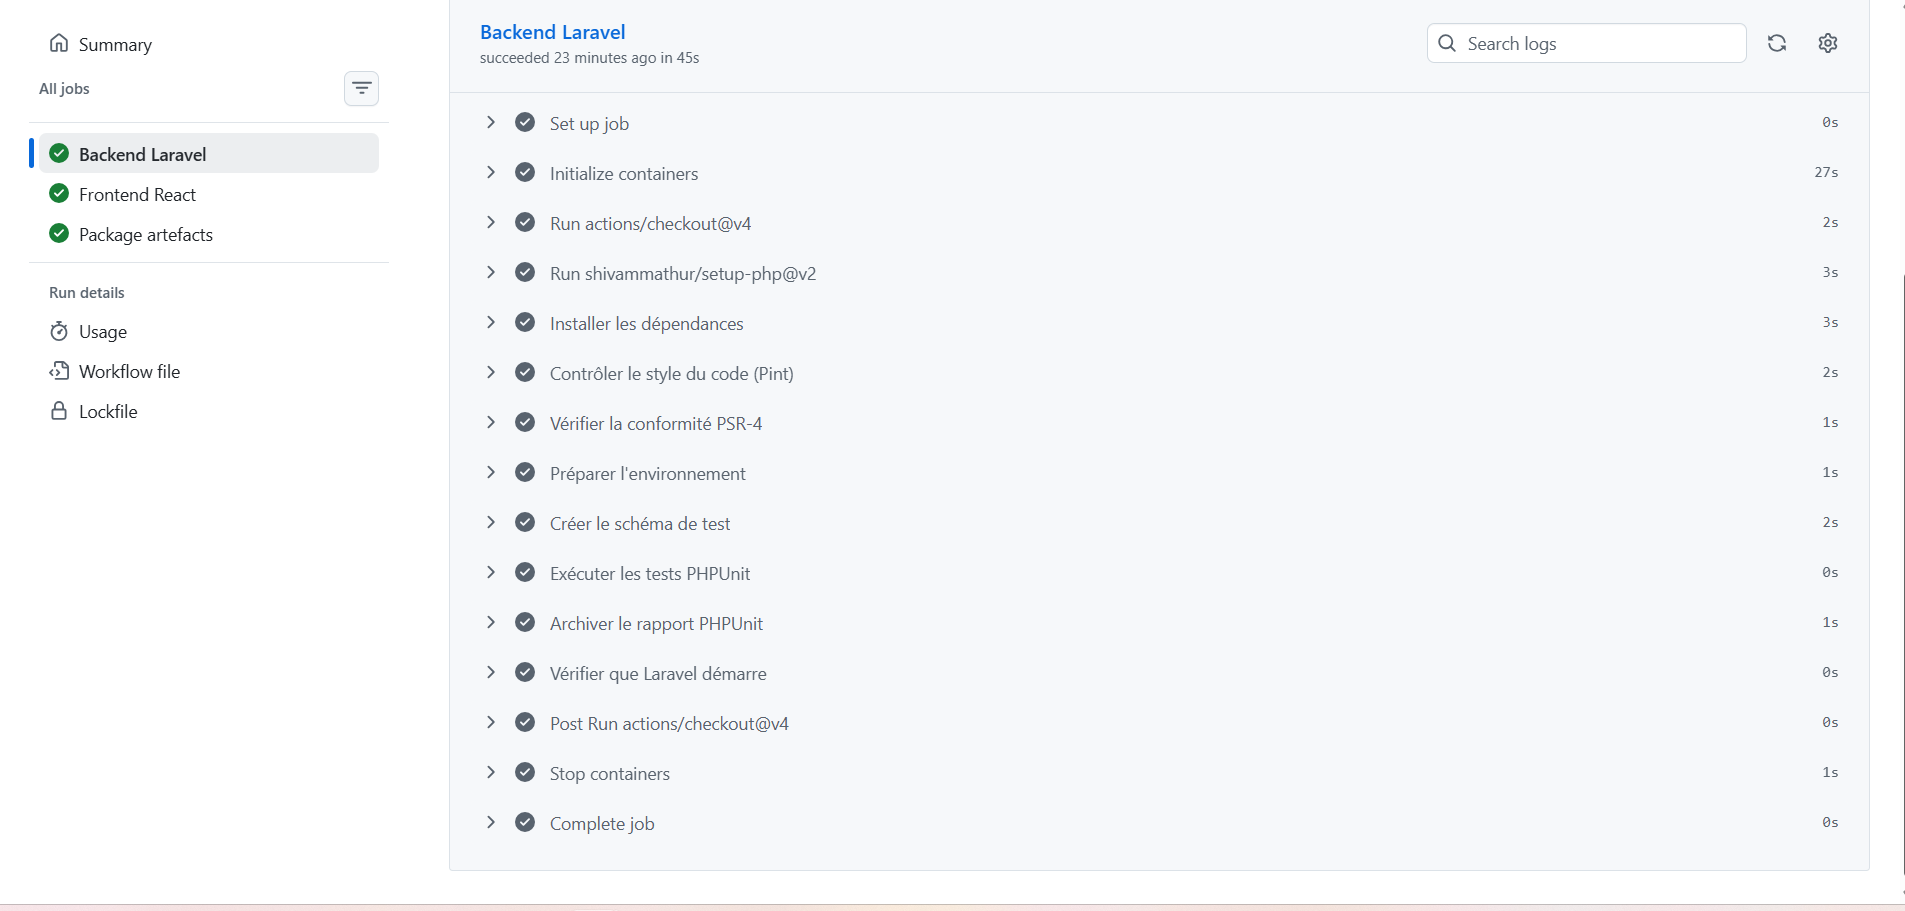 Summary
All jobs
Backend Laravel
Frontend React
Package artefacts
Run details
Usage
Workflow file
Lockfile
Backend Laravel
succeeded 23 minutes ago in 45s
Search logs
Set up job 0s
Initialize containers 27s
Run actions/checkout@v4 2s
Run shivammathur/setup-php@v2 3s
Installer les dépendances 3s
Contrôler le style du code (Pint) 2s
Vérifier la conformité PSR-4 1s
Préparer l'environnement 1s
Créer le schéma de test 2s
Exécuter les tests PHPUnit 0s
Archiver le rapport PHPUnit 1s
Vérifier que Laravel démarre 0s
Post Run actions/checkout@v4 0s
Stop containers 1s
Complete job 0s